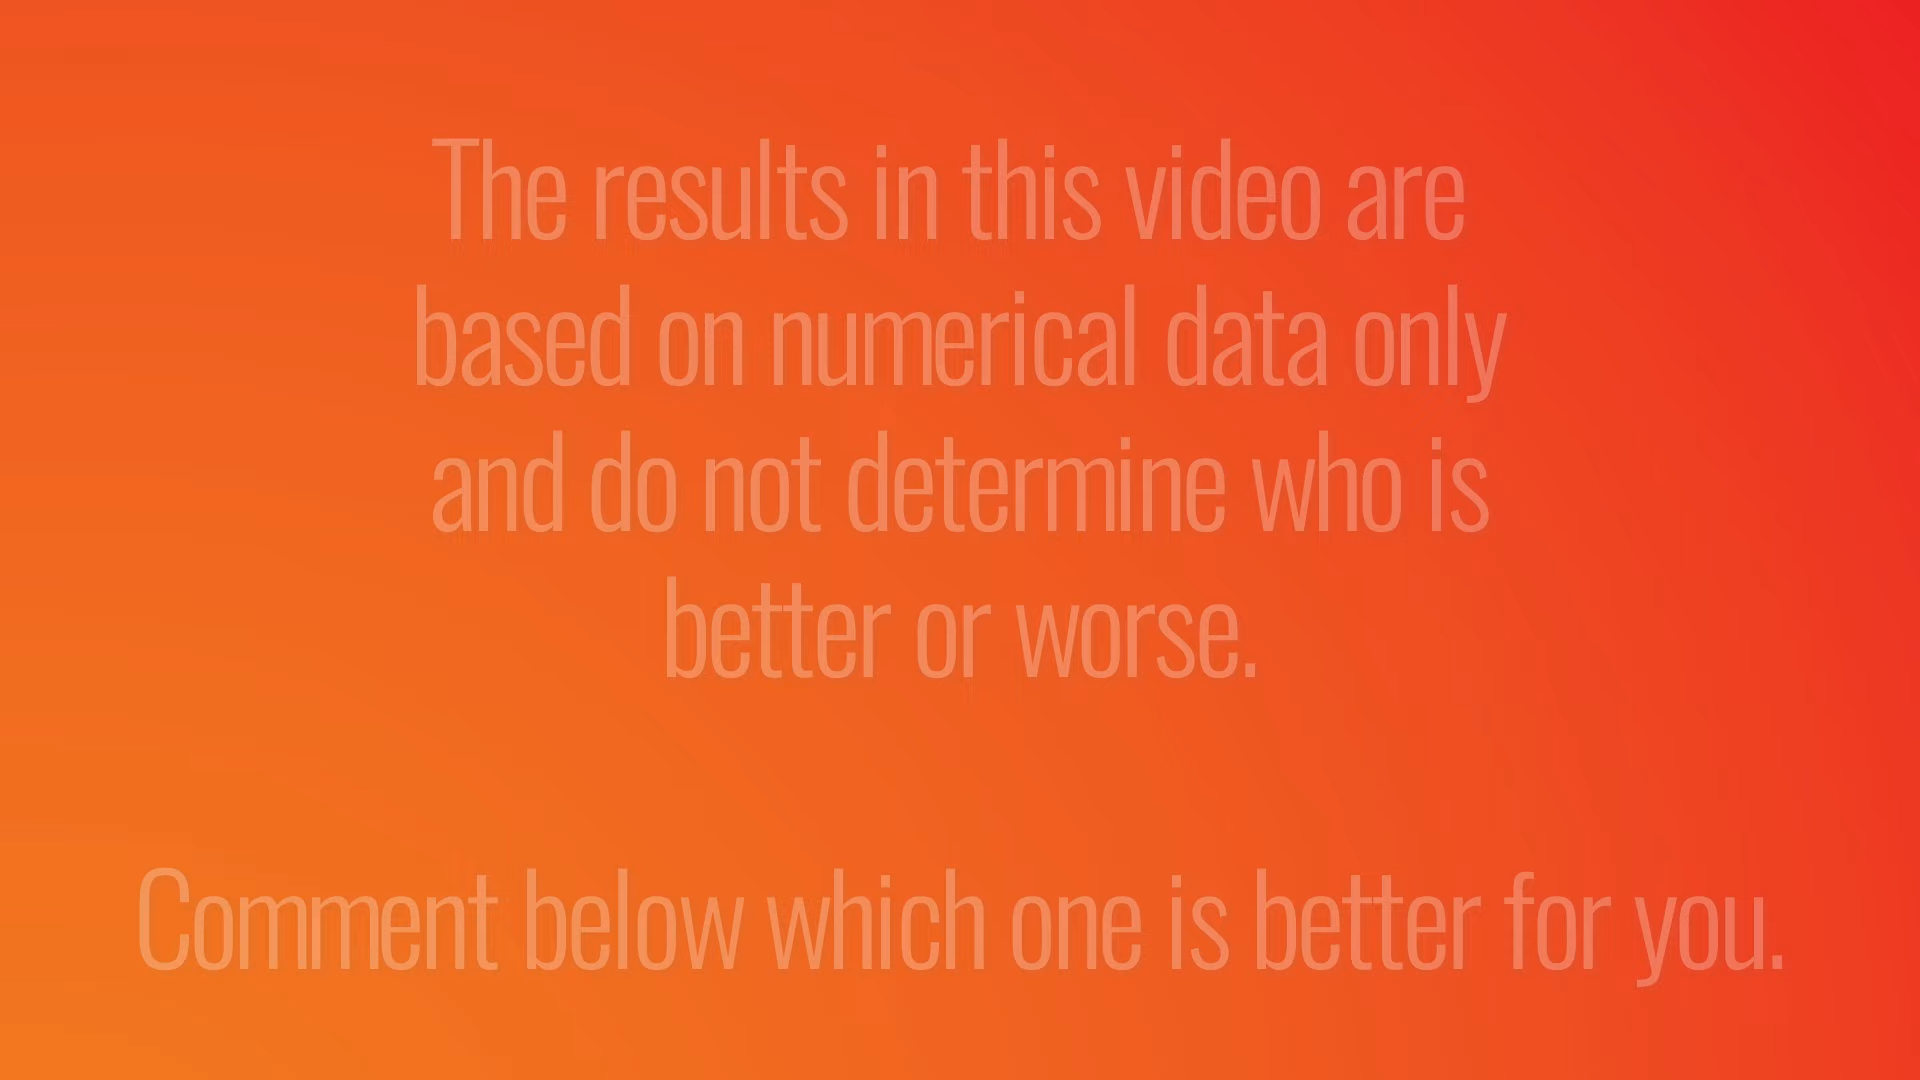 The results in this video are
based on numerical data only
and do not determine who is
better or worse.
Comment below which one is better for you.